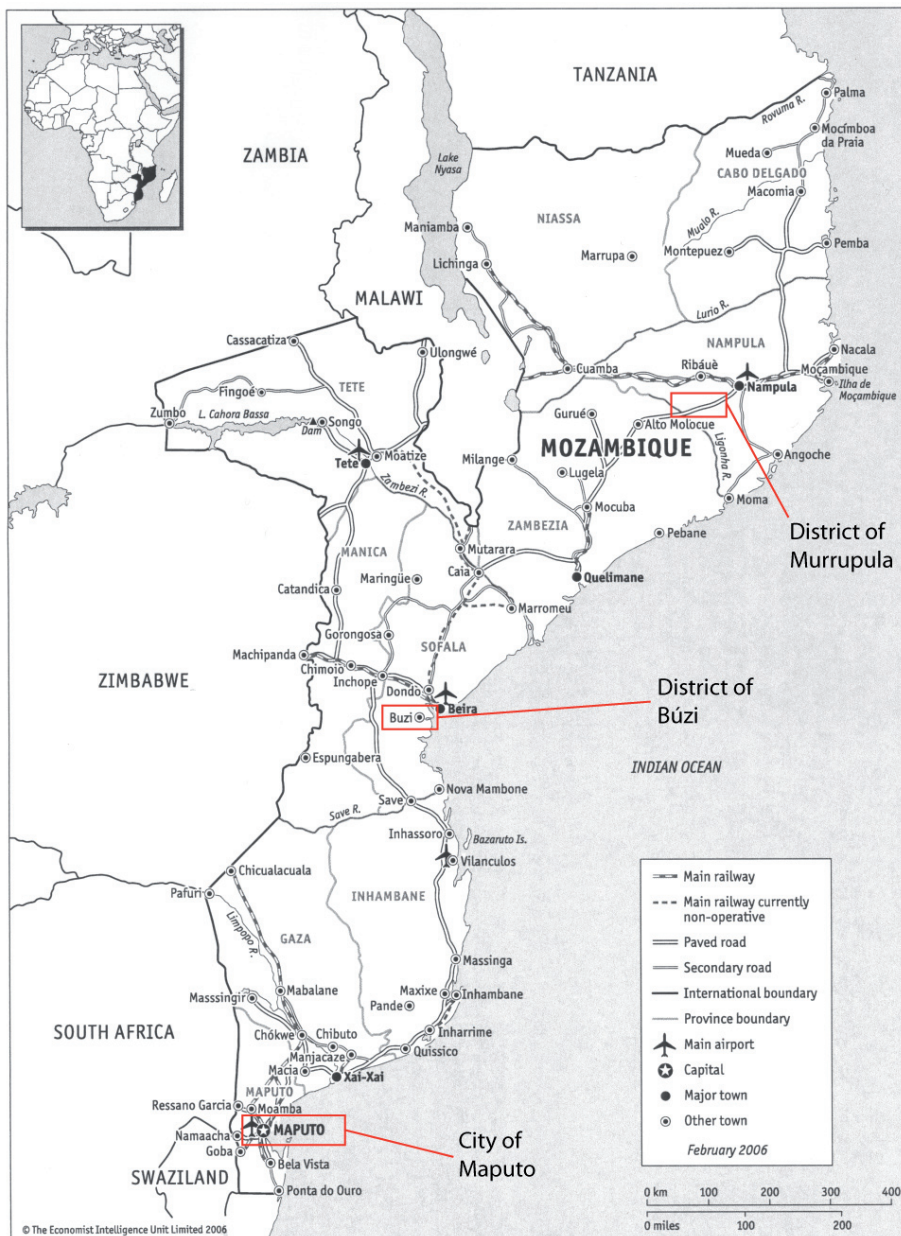 TANZANIA
Palma
Rovuma R.
Mocímboa
da Praia
ZAMBIA
Lake
Nyasa
Mueda
CABO DELGADO
Macomia
NIASSA
Maniamba
Mualo R.
Marrupa
Montepuez
Pemba
Lichinga
MALAWI
Lurio R.
NAMPULA
Cassacatiza
Ulongwé
Nacala
Cuamba
Ribáuè
Moçambique
TETE
Nampula
Ilha de
Moçambique
Fingoé
L. Cahora Bassa
Zumbo
Songo
Dam
Gurué
Alto Molocue
MOZAMBIQUE
Ligonha R.
Moatize
Tete
Milange
Angoche
Lugela
Zambezi R.
Moma
Mocuba
ZAMBEZIA
Pebane
District of
Murrupula
MANICA
Mutarara
Maringüe
Caia
Quelimane
Catandica
Marromeu
Gorongosa
SOFALA
Machipanda
Chimoio
Inchope
ZIMBABWE
Dondo
Beira
District of
Búzi
Buzi
Espungabera
INDIAN OCEAN
Nova Mambone
Save
Save R.
Inhassoro
Bazaruto Is.
Vilanculos
Chicualacuala
Pafuri
INHAMBANE
Limpopo R.
GAZA
Massinga
Mabalane
Masssingir
Maxixe
Inhambane
Pande
SOUTH AFRICA
Chókwe
Chibuto
Inharrime
Manjacaze
Quissico
Macia
Xai-Xai
MAPUTO
Ressano Garcia
Moamba
MAPUTO
Namaacha
Goba
City of
Maputo
Bela Vista
SWAZILAND
Ponta do Ouro
Main railway
Main railway currently
non-operative
Paved road
Secondary road
International boundary
Province boundary
Main airport
Capital
Major town
Other town
February 2006
0 km 100 200 300 400
0 miles 100 200
© The Economist Intelligence Unit Limited 2006